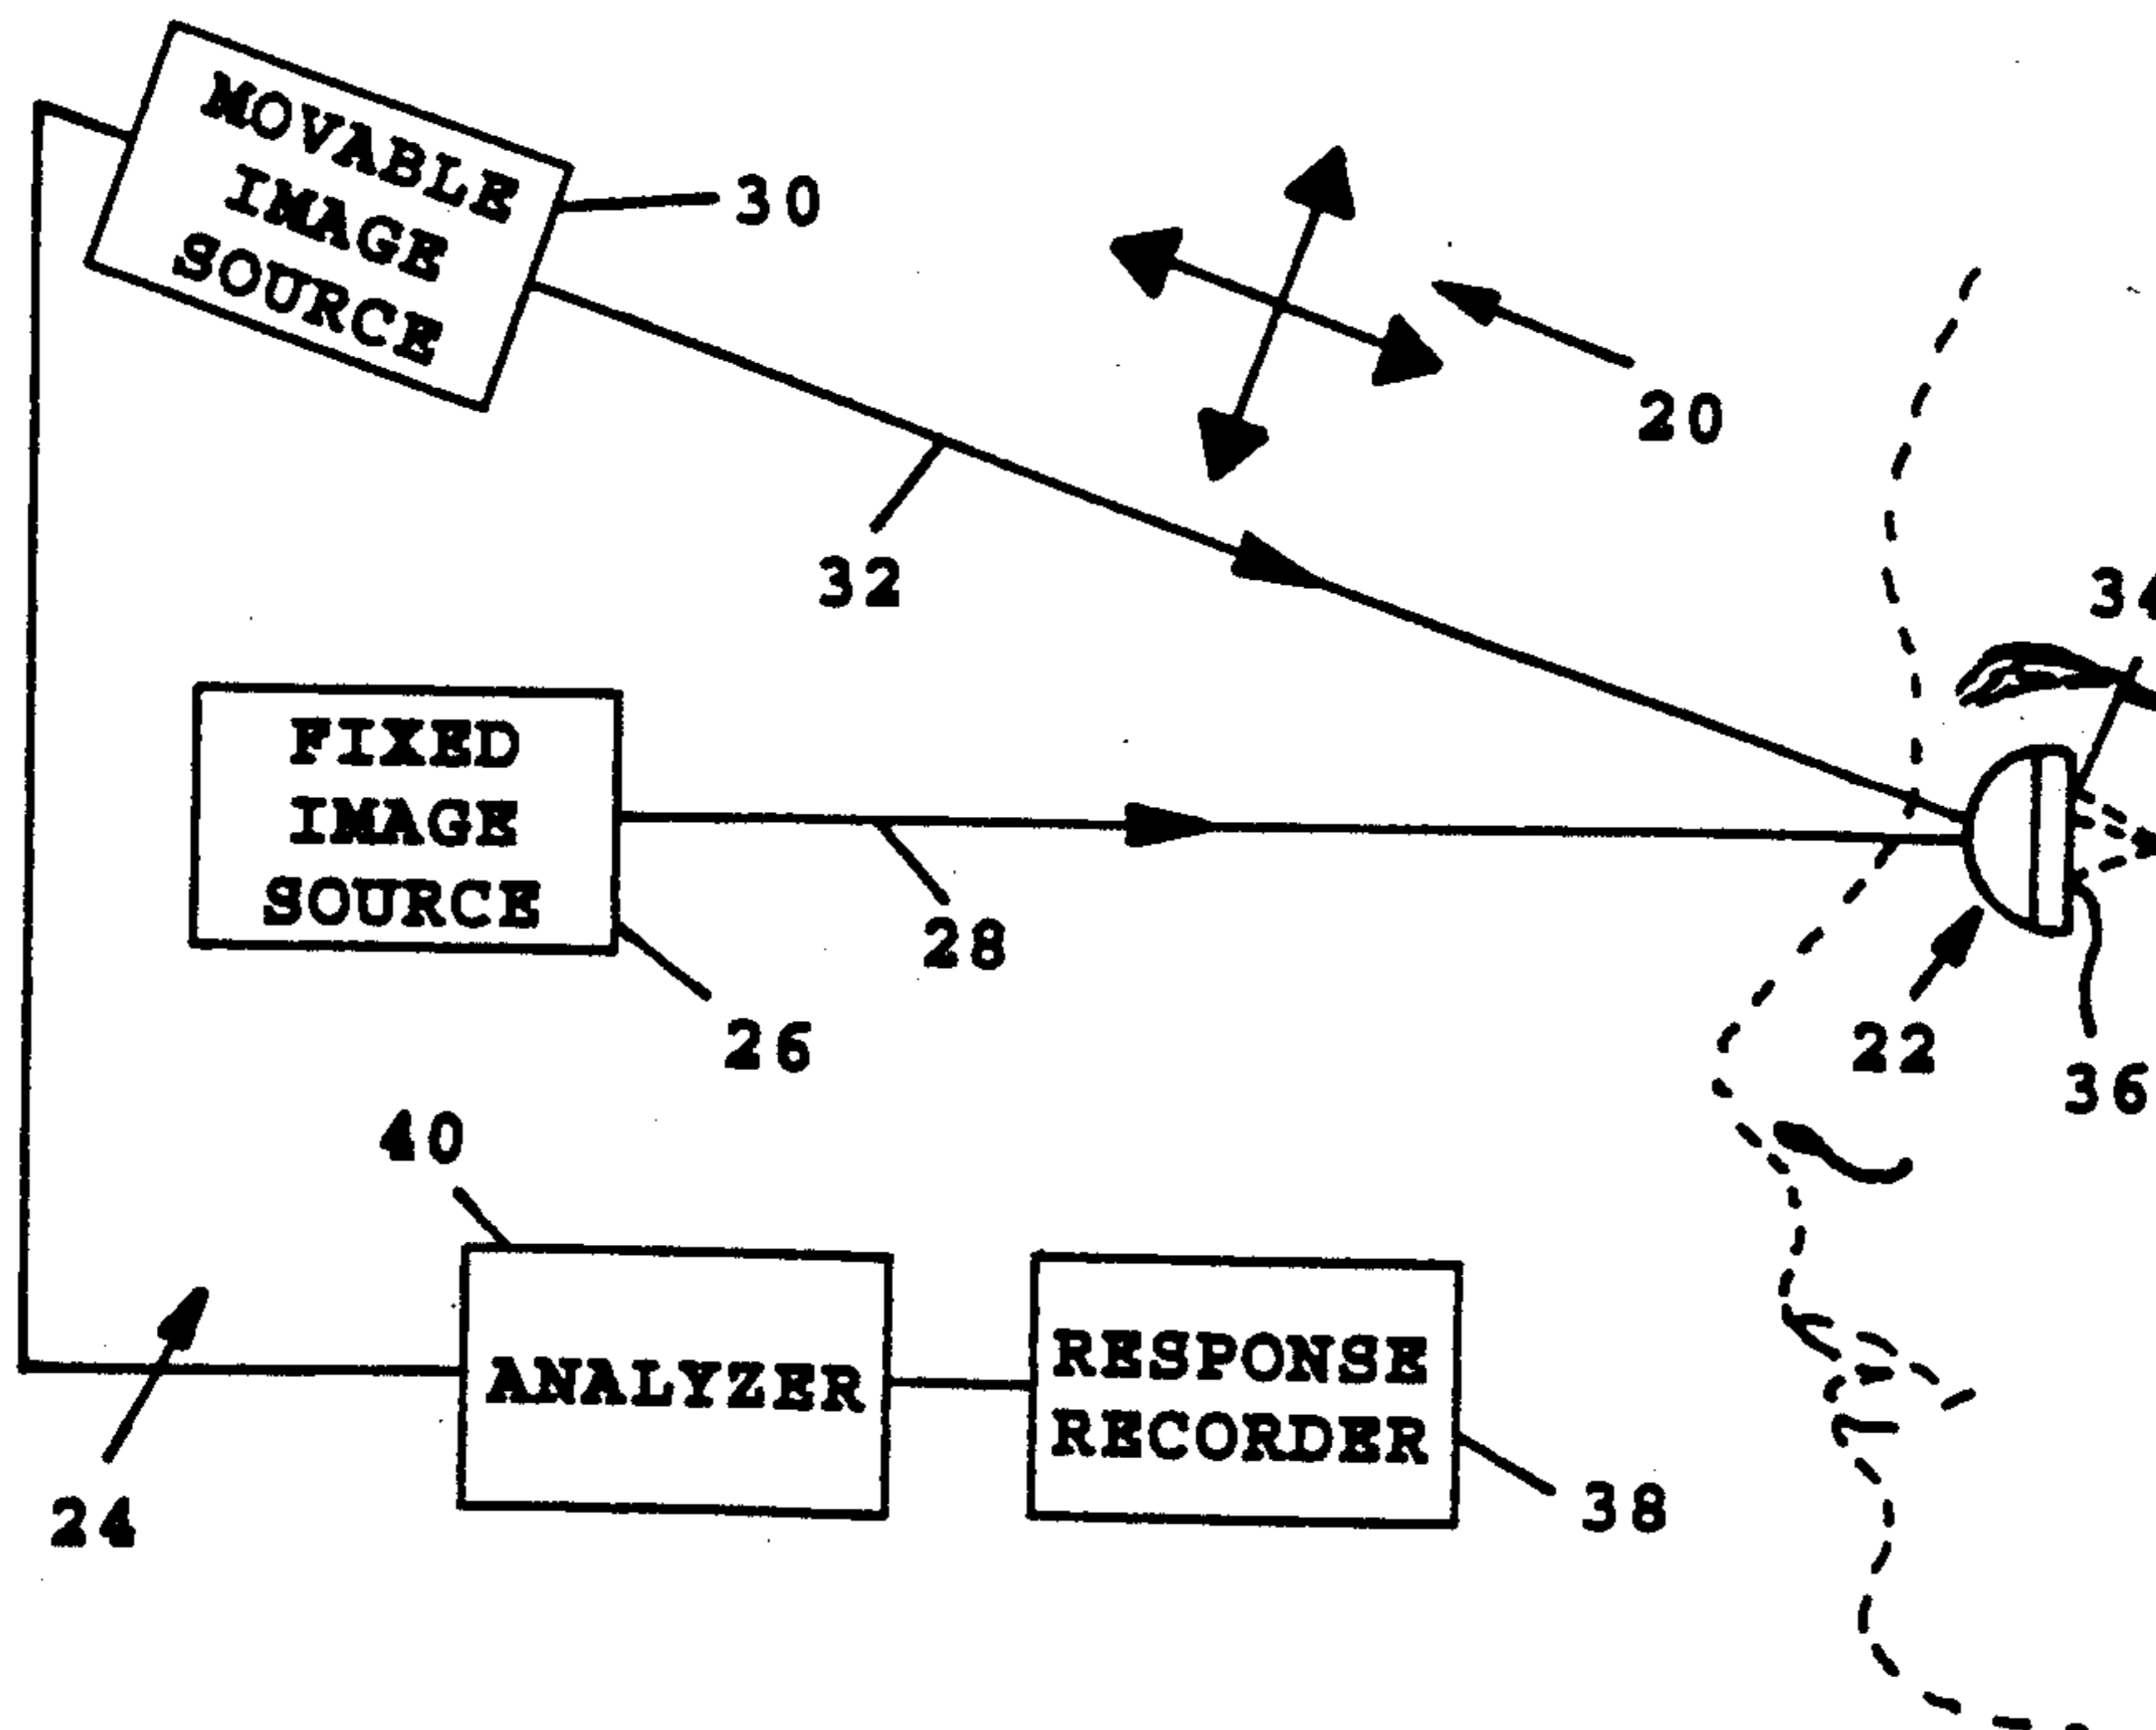 MOVABLE
IMAGE
SOURCE
30
20
32
34
FIXED
IMAGE
SOURCE
28
26
22
36
40
ANALYZER
RESPONSE
RECORDER
24
38